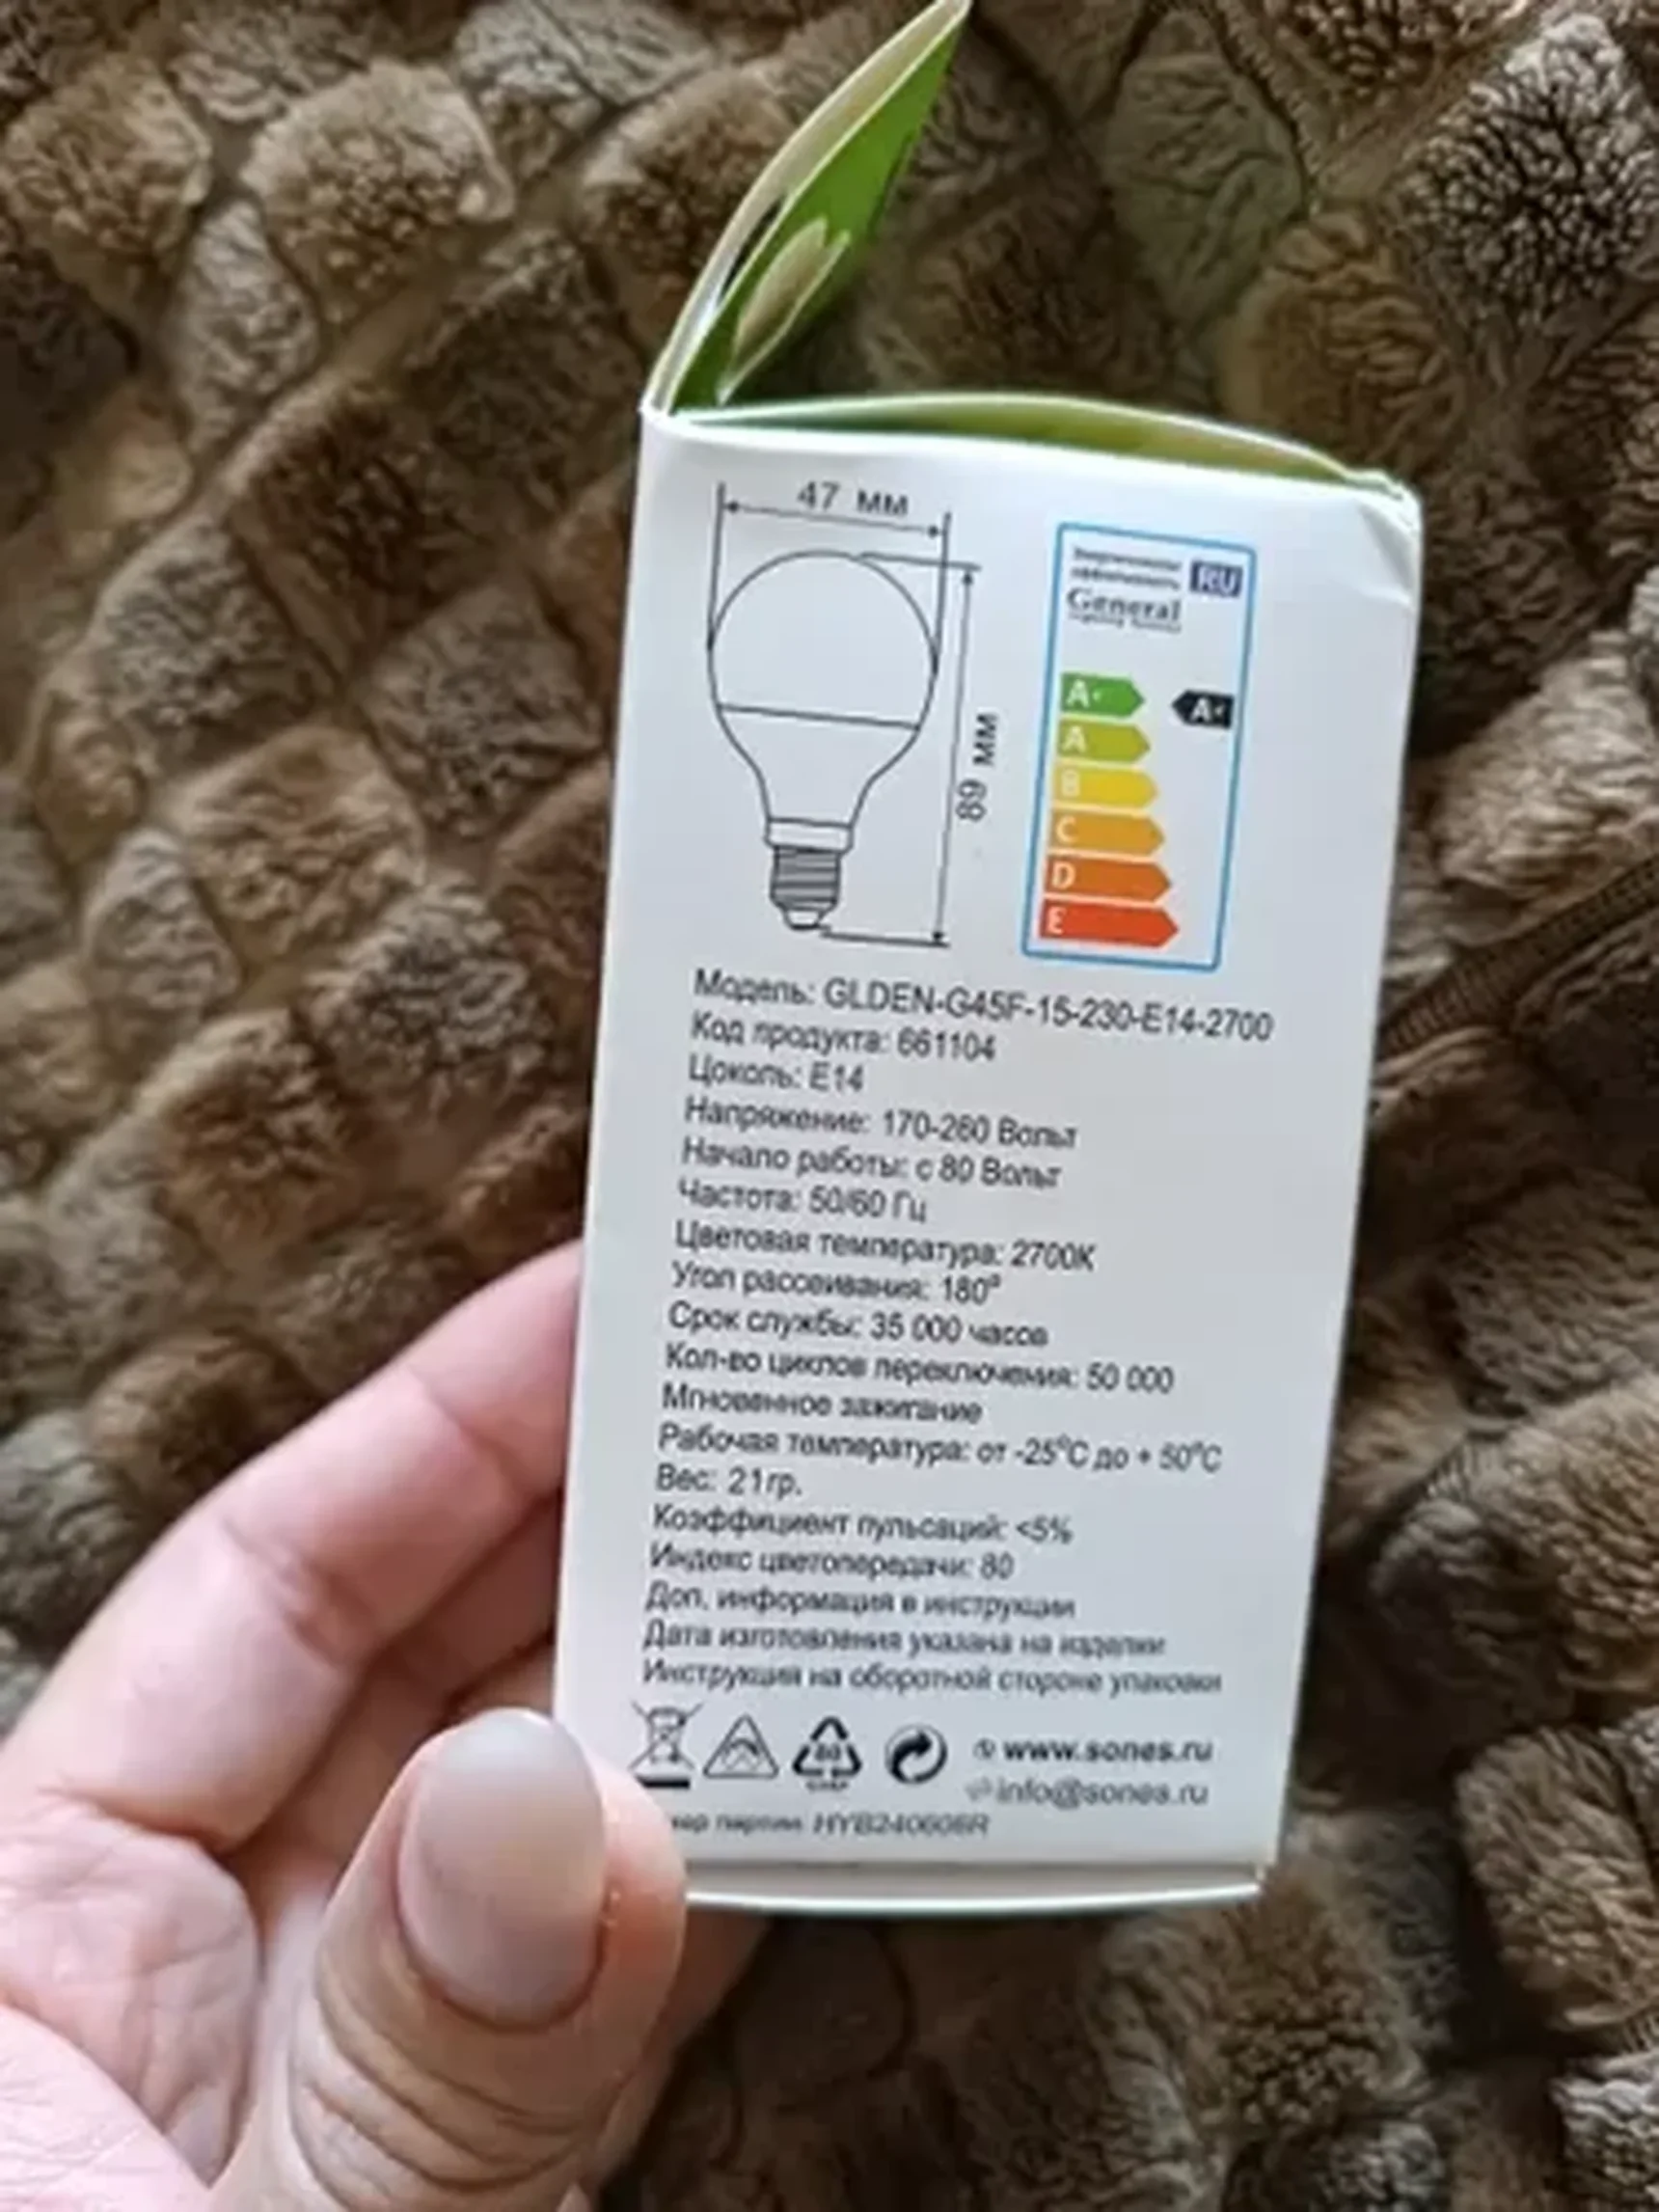 47 мм
89 мм
Энергетическая
эффективность RU
General
A+
A+
A
B
C
D
E
Модель: GLDEN-G45F-15-230-E14-2700
Код продукта: 661104
Цоколь: E14
Напряжение: 170-260 Вольт
Начало работы: с 80 Вольт
Частота: 50/60 Гц
Цветовая температура: 2700К
Угол рассеивания: 180°
Срок службы: 35 000 часов
Кол-во циклов переключения: 50 000
Мгновенное зажигание
Рабочая температура: от -25°С до + 50°С
Вес: 21гр.
Коэффициент пульсаций: <5%
Индекс цветопередачи: 80
Доп. информация в инструкции
Дата изготовления указана на изделии
Инструкция на оборотной стороне упаковки
www.sones.ru
info@sones.ru
партии HYB240606R